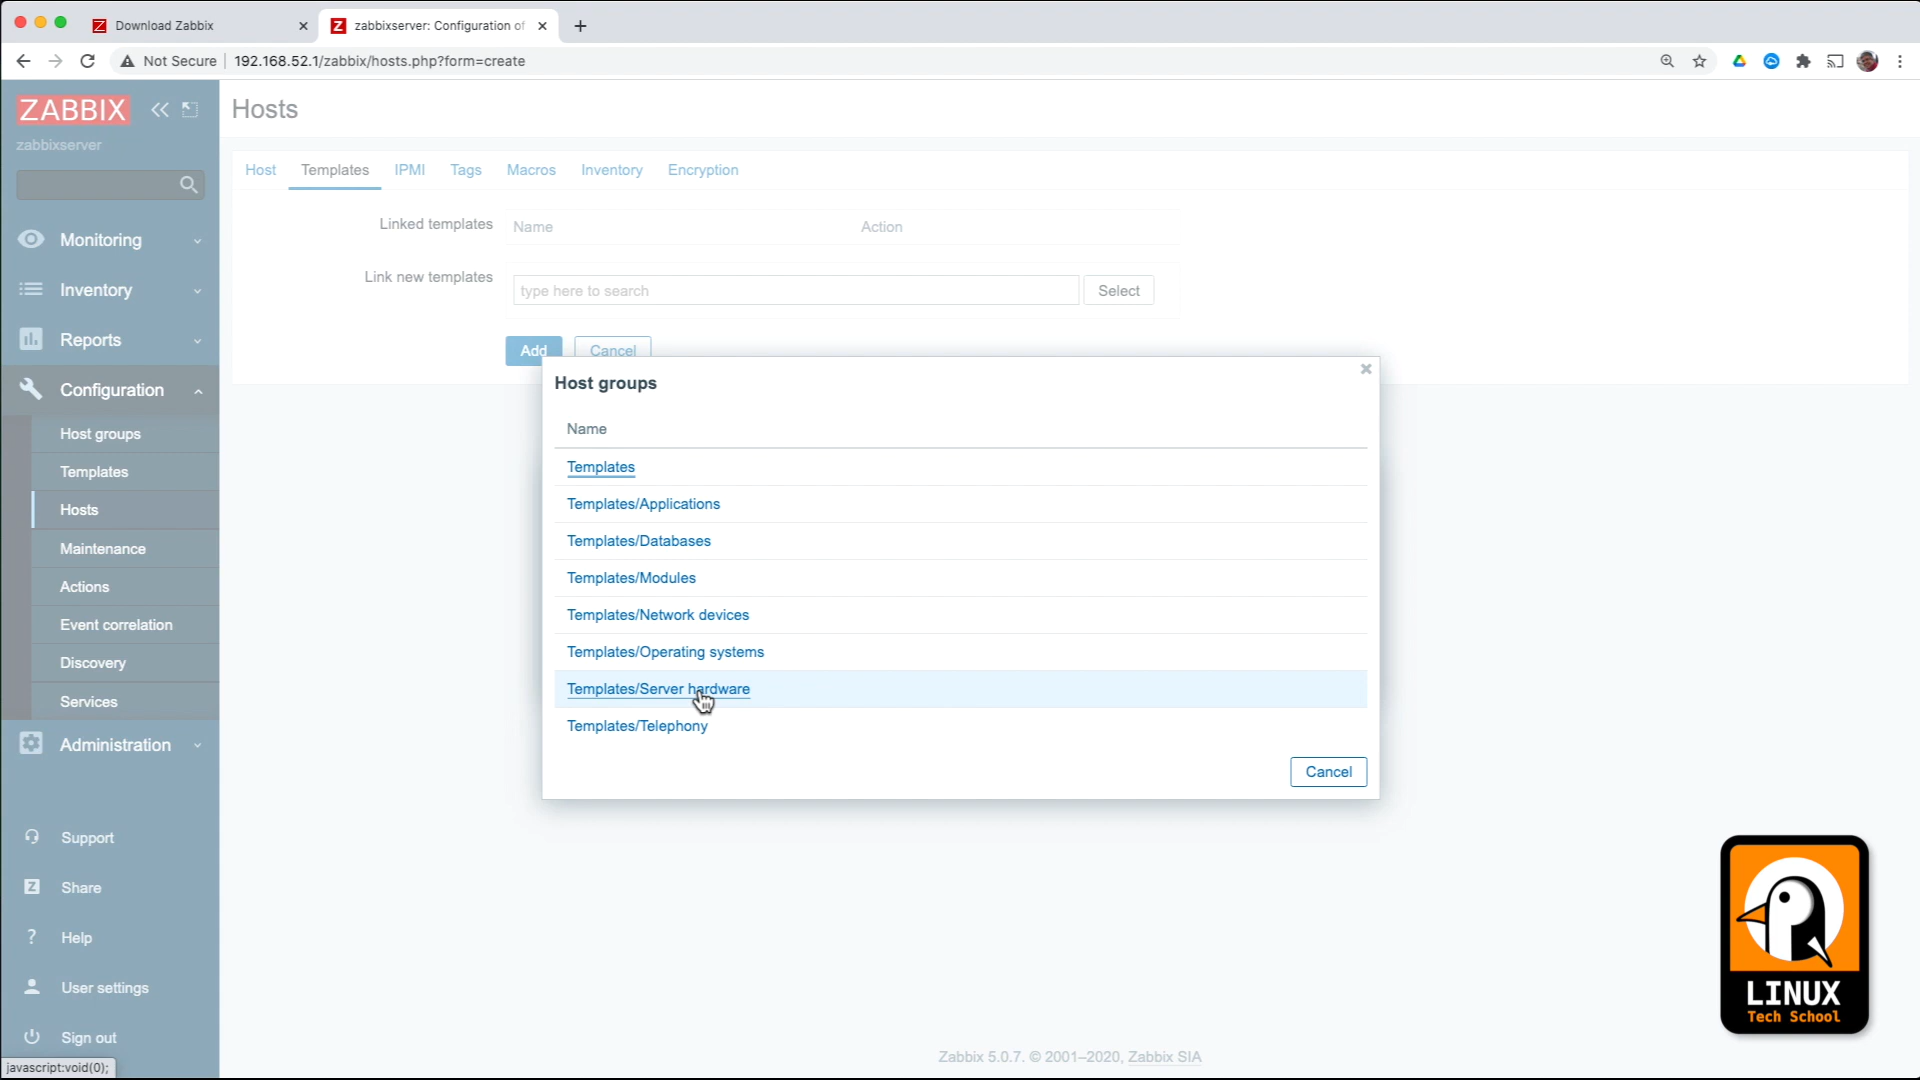 Download Zabbix
zabbixserver: Configuration of
Not Secure
192.168.52.1/zabbix/hosts.php?form=create
ZABBIX
zabbixserver
Monitoring
Inventory
Reports
Configuration
Host groups
Templates
Hosts
Maintenance
Actions
Event correlation
Discovery
Services
Administration
Support
Share
Help
User settings
Sign out
javascript:void(0);
Hosts
Host Templates IPMI Tags Macros Inventory Encryption
Linked templates Name Action
Link new templates type here to search Select
Add Cancel
Host groups
Name
Templates
Templates/Applications
Templates/Databases
Templates/Modules
Templates/Network devices
Templates/Operating systems
Templates/Server hardware
Templates/Telephony
Cancel
LINUX
Tech School
Zabbix 5.0.7. © 2001–2020, Zabbix SIA